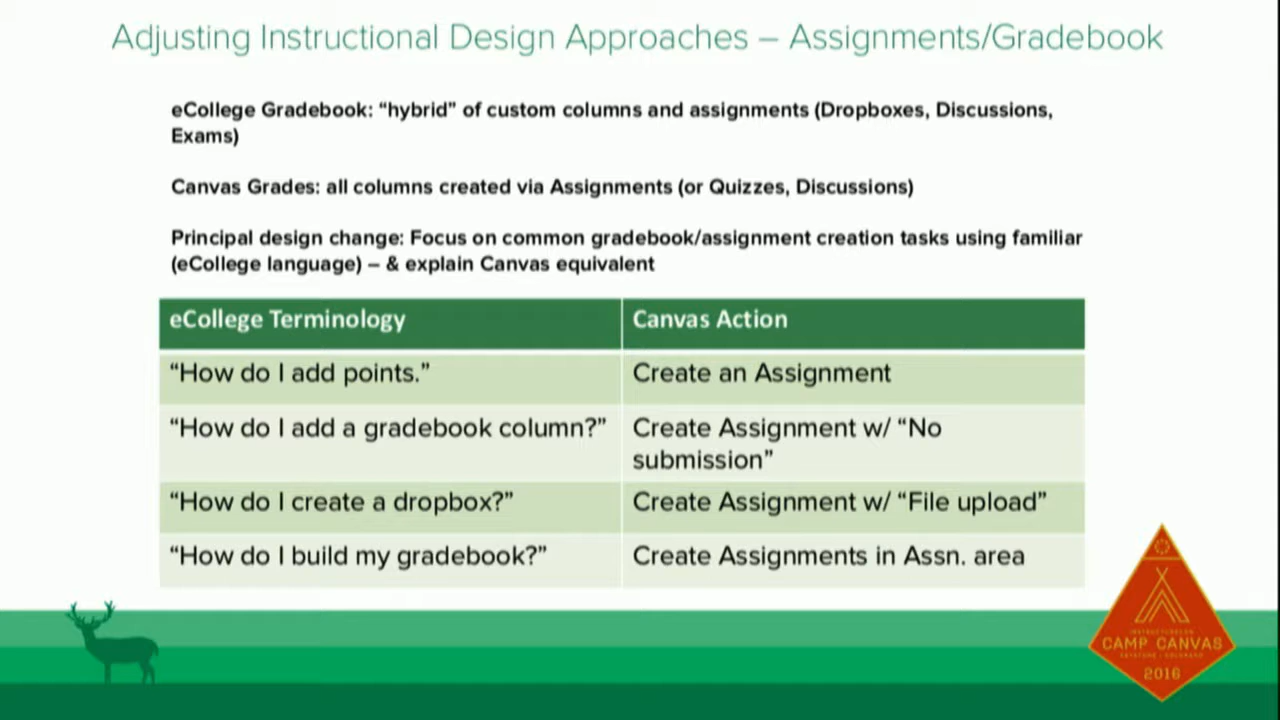 Adjusting Instructional Design Approaches – Assignments/Gradebook
eCollege Gradebook: “hybrid” of custom columns and assignments (Dropboxes, Discussions,
Exams)
Canvas Grades: all columns created via Assignments (or Quizzes, Discussions)
Principal design change: Focus on common gradebook/assignment creation tasks using familiar
(eCollege language) – & explain Canvas equivalent
eCollege Terminology
Canvas Action
“How do I add points.”
Create an Assignment
“How do I add a gradebook column?”
Create Assignment w/ “No
submission”
“How do I create a dropbox?”
Create Assignment w/ “File upload”
“How do I build my gradebook?”
Create Assignments in Assn. area
CAMP CANVAS
2016